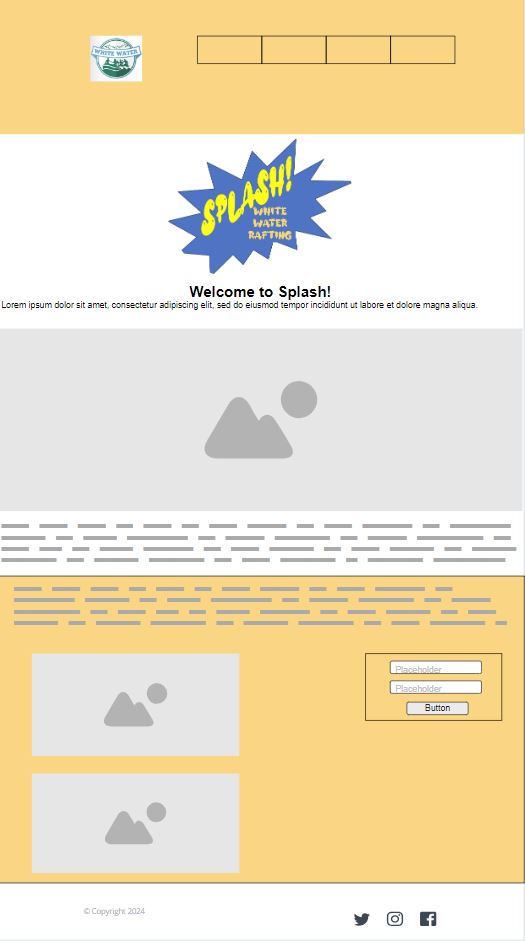 WHITE WATER
SPLASH!
WHITE
WATER
RAFTING
Welcome to Splash!
Lorem ipsum dolor sit amet, consectetur adipiscing elit, sed do eiusmod tempor incididunt ut labore et dolore magna aliqua.
Placeholder
Placeholder
Button
© Copyright 2024